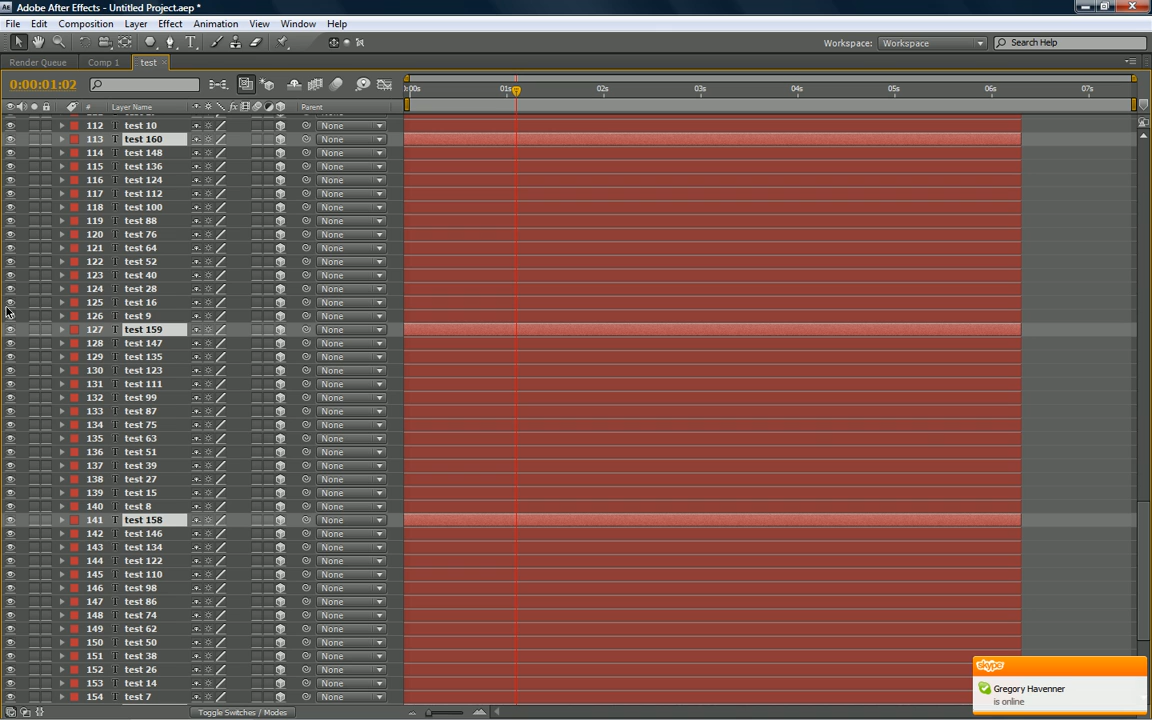 Adobe After Effects - Untitled Project.aep *
File Edit Composition Layer Effect Animation View Window Help
Workspace: Workspace Search Help
Render Queue Comp 1 test
0:00:01:02
:00s 01s 02s 03s 04s 05s 06s 07s
# Layer Name fx Parent
112 T test 10 None
113 T test 160 None
114 T test 148 None
115 T test 136 None
116 T test 124 None
117 T test 112 None
118 T test 100 None
119 T test 88 None
120 T test 76 None
121 T test 64 None
122 T test 52 None
123 T test 40 None
124 T test 28 None
125 T test 16 None
126 T test 9 None
127 T test 159 None
128 T test 147 None
129 T test 135 None
130 T test 123 None
131 T test 111 None
132 T test 99 None
133 T test 87 None
134 T test 75 None
135 T test 63 None
136 T test 51 None
137 T test 39 None
138 T test 27 None
139 T test 15 None
140 T test 8 None
141 T test 158 None
142 T test 146 None
143 T test 134 None
144 T test 122 None
145 T test 110 None
146 T test 98 None
147 T test 86 None
148 T test 74 None
149 T test 62 None
150 T test 50 None
151 T test 38 None
152 T test 26 None
153 T test 14 None
154 T test 7 None
Toggle Switches / Modes
skype
Gregory Havenner
is online